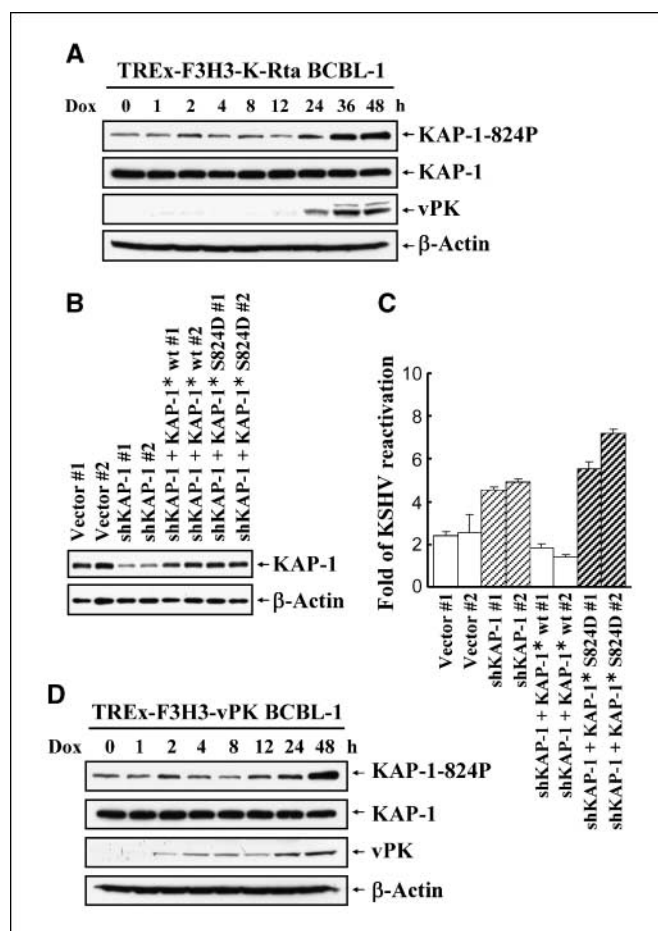 A
TREx-F3H3-K-Rta BCBL-1
Dox 0 1 2 4 8 12 24 36 48 h
←KAP-1-824P
←KAP-1
←vPK
←β-Actin
B
Vector #1
Vector #2
shKAP-1 #1
shKAP-1 #2
shKAP-1 + KAP-1* wt #1
shKAP-1 + KAP-1* wt #2
shKAP-1 + KAP-1* S824D #1
shKAP-1 + KAP-1* S824D #2
←KAP-1
←β-Actin
C
Fold of KSHV reactivation
10
8
6
4
2
0
Vector #1
Vector #2
shKAP-1 #1
shKAP-1 #2
shKAP-1 + KAP-1* wt #1
shKAP-1 + KAP-1* wt #2
shKAP-1 + KAP-1* S824D #1
shKAP-1 + KAP-1* S824D #2
D
TREx-F3H3-vPK BCBL-1
Dox 0 1 2 4 8 12 24 48 h
←KAP-1-824P
←KAP-1
←vPK
←β-Actin